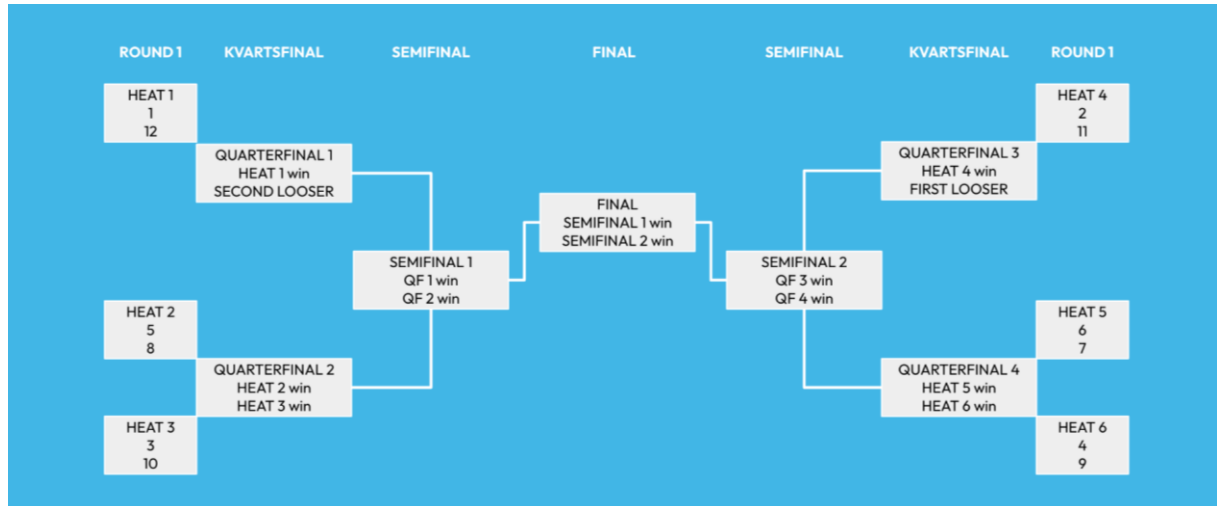 ROUND 1 KVARTSFINAL SEMIFINAL FINAL SEMIFINAL KVARTSFINAL ROUND 1
HEAT 1
1
12
QUARTERFINAL 1
HEAT 1 win
SECOND LOOSER
HEAT 2
5
8
QUARTERFINAL 2
HEAT 2 win
HEAT 3 win
HEAT 3
3
10
SEMIFINAL 1
QF 1 win
QF 2 win
FINAL
SEMIFINAL 1 win
SEMIFINAL 2 win
SEMIFINAL 2
QF 3 win
QF 4 win
HEAT 4
2
11
QUARTERFINAL 3
HEAT 4 win
FIRST LOOSER
HEAT 5
6
7
QUARTERFINAL 4
HEAT 5 win
HEAT 6 win
HEAT 6
4
9